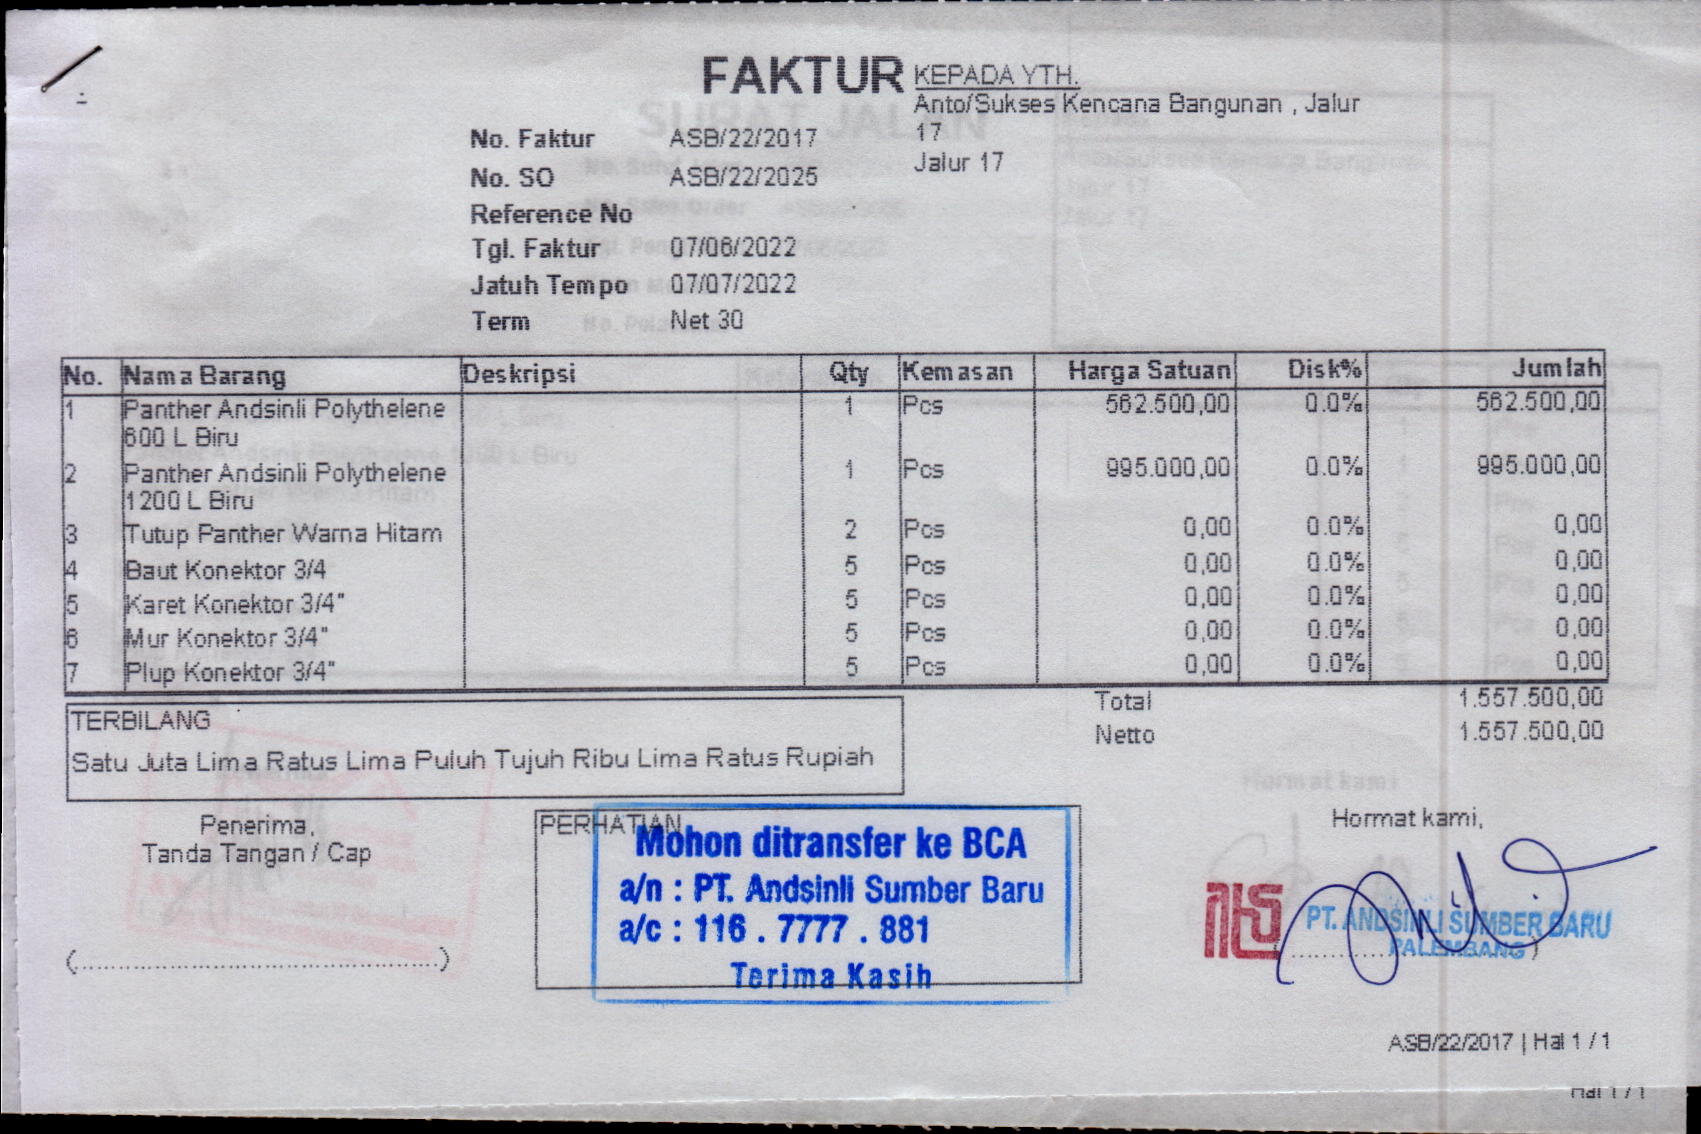 FAKTUR
KEPADA YTH.
Anto/Sukses Kencana Bangunan , Jalur
17
Jalur 17
No. Faktur ASB/22/2017
No. SO ASB/22/2025
Reference No
Tgl. Faktur 07/06/2022
Jatuh Tempo 07/07/2022
Term Net 30
No. Nama Barang Deskripsi Qty Kemasan Harga Satuan Disk% Jumlah
1 Panther Andsinli Polythelene 1 Pcs 562.500,00 0.0% 562.500,00
600 L Biru
2 Panther Andsinli Polythelene 1 Pcs 995.000,00 0.0% 995.000,00
1200 L Biru
3 Tutup Panther Warna Hitam 2 Pcs 0,00 0.0% 0,00
4 Baut Konektor 3/4 5 Pcs 0,00 0.0% 0,00
5 Karet Konektor 3/4" 5 Pcs 0,00 0.0% 0,00
6 Mur Konektor 3/4" 5 Pcs 0,00 0.0% 0,00
7 Plup Konektor 3/4" 5 Pcs 0,00 0.0% 0,00
Total 1.557.500,00
Netto 1.557.500,00
TERBILANG
Satu Juta Lima Ratus Lima Puluh Tujuh Ribu Lima Ratus Rupiah
Penerima,
Tanda Tangan / Cap
(..............................................)
PERHATIAN
Mohon ditransfer ke BCA
a/n : PT. Andsinli Sumber Baru
a/c : 116 . 7777 . 881
Terima Kasih
Hormat kami,
PT. ANDSINLI SUMBER BARU
PALEMBANG
ASB/22/2017 | Hal 1 / 1
Hal 1 / 1